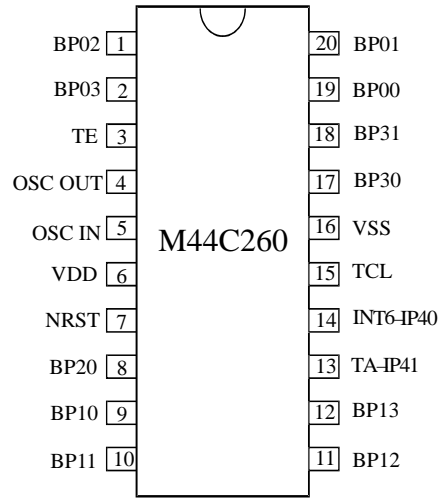 BP02 1 20 BP01
BP03 2 19 BP00
TE 3 18 BP31
OSC OUT 4 17 BP30
OSC IN 5 16 VSS
M44C260
VDD 6 15 TCL
NRST 7 14 INT6-IP40
BP20 8 13 TA-IP41
BP10 9 12 BP13
BP11 10 11 BP12